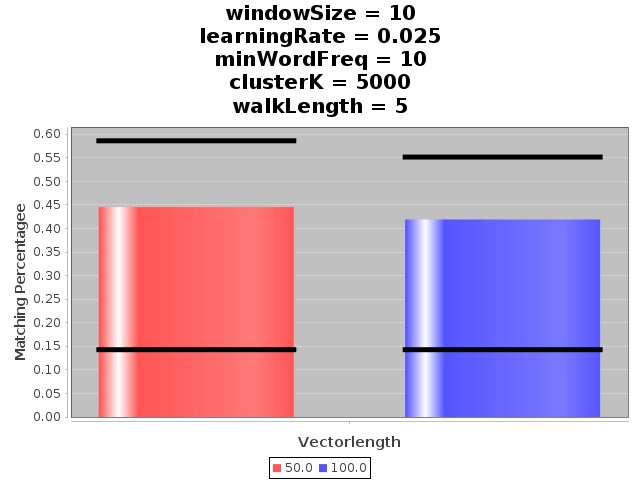 windowSize = 10
learningRate = 0.025
minWordFreq = 10
clusterK = 5000
walkLength = 5
0.60
0.55
0.50
0.45
0.40
0.35
0.30
0.25
0.20
0.15
0.10
0.05
0.00
Matching Percentagee
Vectorlength
50.0 100.0